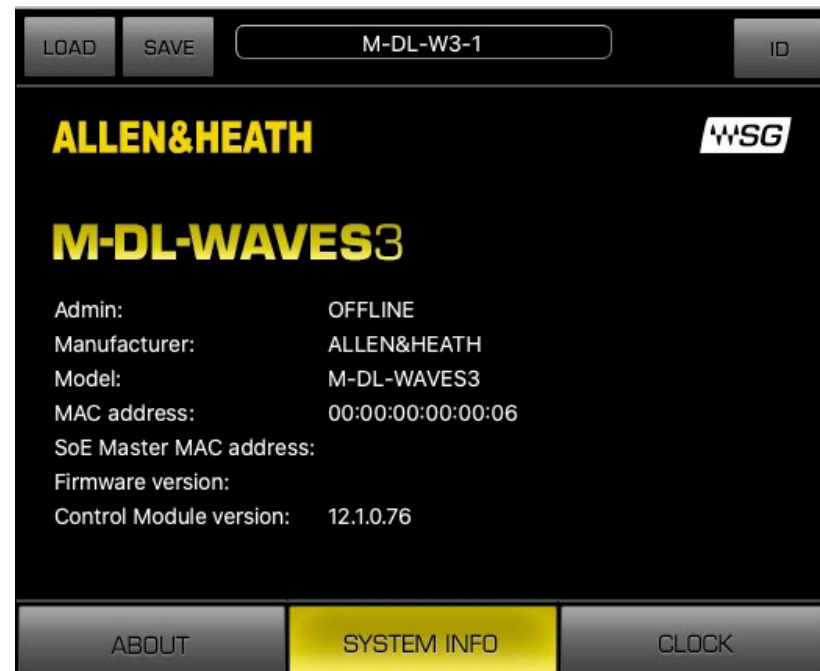 LOAD SAVE M-DL-W3-1 ID
ALLEN&HEATH WSG
M-DL-WAVES3
Admin: OFFLINE
Manufacturer: ALLEN&HEATH
Model: M-DL-WAVES3
MAC address: 00:00:00:00:00:06
SoE Master MAC address:
Firmware version:
Control Module version: 12.1.0.76
ABOUT SYSTEM INFO CLOCK